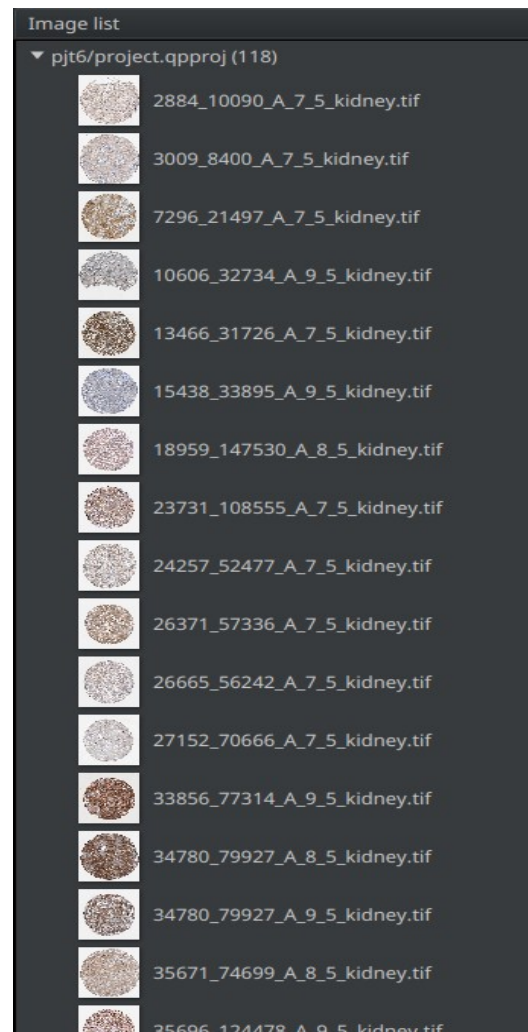 Image list
pjt6/project.qpproj (118)
2884_10090_A_7_5_kidney.tif
3009_8400_A_7_5_kidney.tif
7296_21497_A_7_5_kidney.tif
10606_32734_A_9_5_kidney.tif
13466_31726_A_7_5_kidney.tif
15438_33895_A_9_5_kidney.tif
18959_147530_A_8_5_kidney.tif
23731_108555_A_7_5_kidney.tif
24257_52477_A_7_5_kidney.tif
26371_57336_A_7_5_kidney.tif
26665_56242_A_7_5_kidney.tif
27152_70666_A_7_5_kidney.tif
33856_77314_A_9_5_kidney.tif
34780_79927_A_8_5_kidney.tif
34780_79927_A_9_5_kidney.tif
35671_74699_A_8_5_kidney.tif
35696_124478_A_9_5_kidney.tif